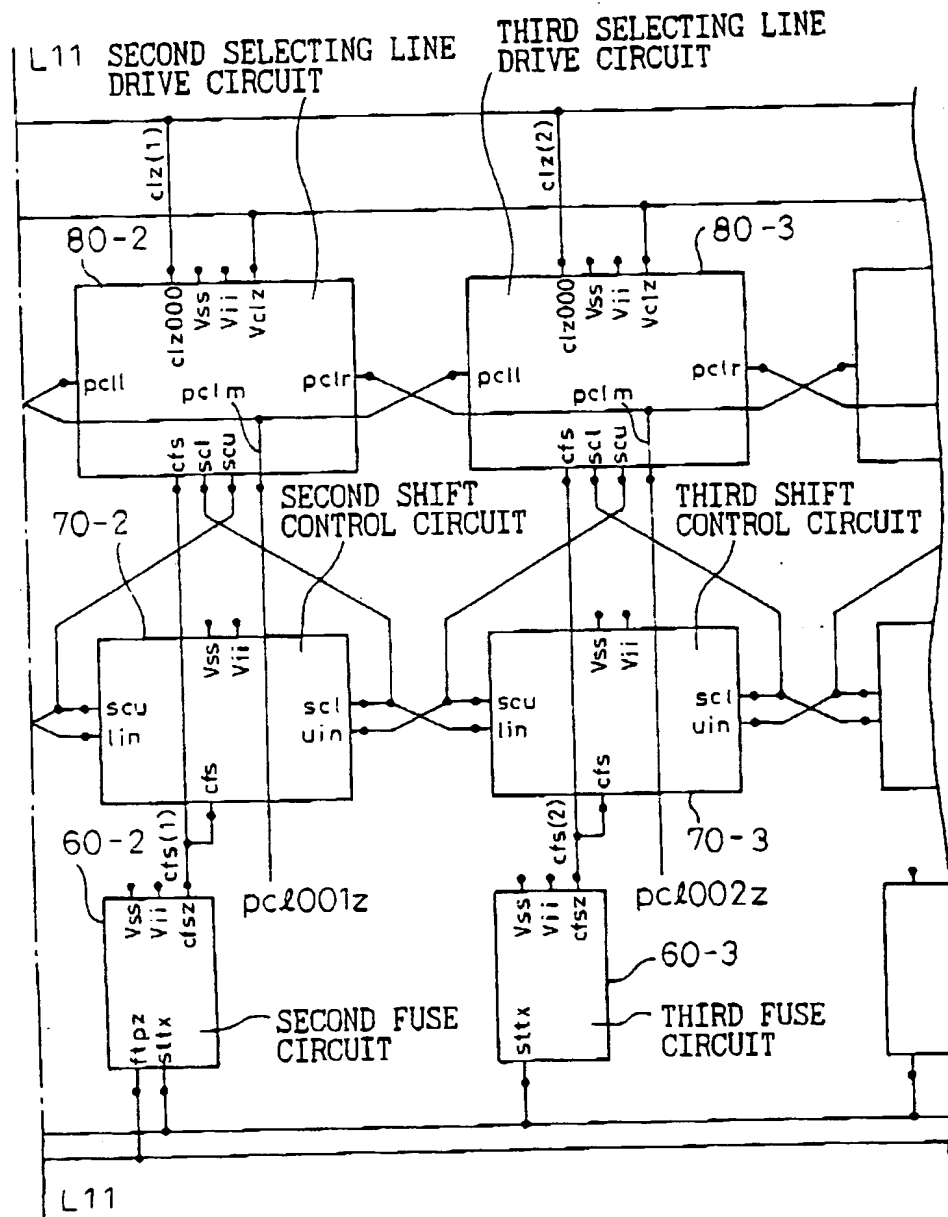 L11
SECOND SELECTING LINE
DRIVE CIRCUIT
THIRD SELECTING LINE
DRIVE CIRCUIT
clz(1)
clz(2)
80-2
80-3
clz000
Vss
Vii
Vclz
clz000
Vss
Vii
Vclz
pcll
pclr
pclm
pcll
pclr
pclm
cfs
scl
scu
cfs
scl
scu
70-2
SECOND SHIFT
CONTROL CIRCUIT
THIRD SHIFT
CONTROL CIRCUIT
Vss
Vii
Vss
Vii
scu
lin
scl
uin
scu
lin
scl
uin
cfs
cfs
70-3
60-2
cfs(1)
cfs(2)
pcℓ001z
pcℓ002z
Vss
Vii
cfsz
Vss
Vii
cfsz
60-3
ftpz
sttx
SECOND FUSE
CIRCUIT
sttx
THIRD FUSE
CIRCUIT
L11